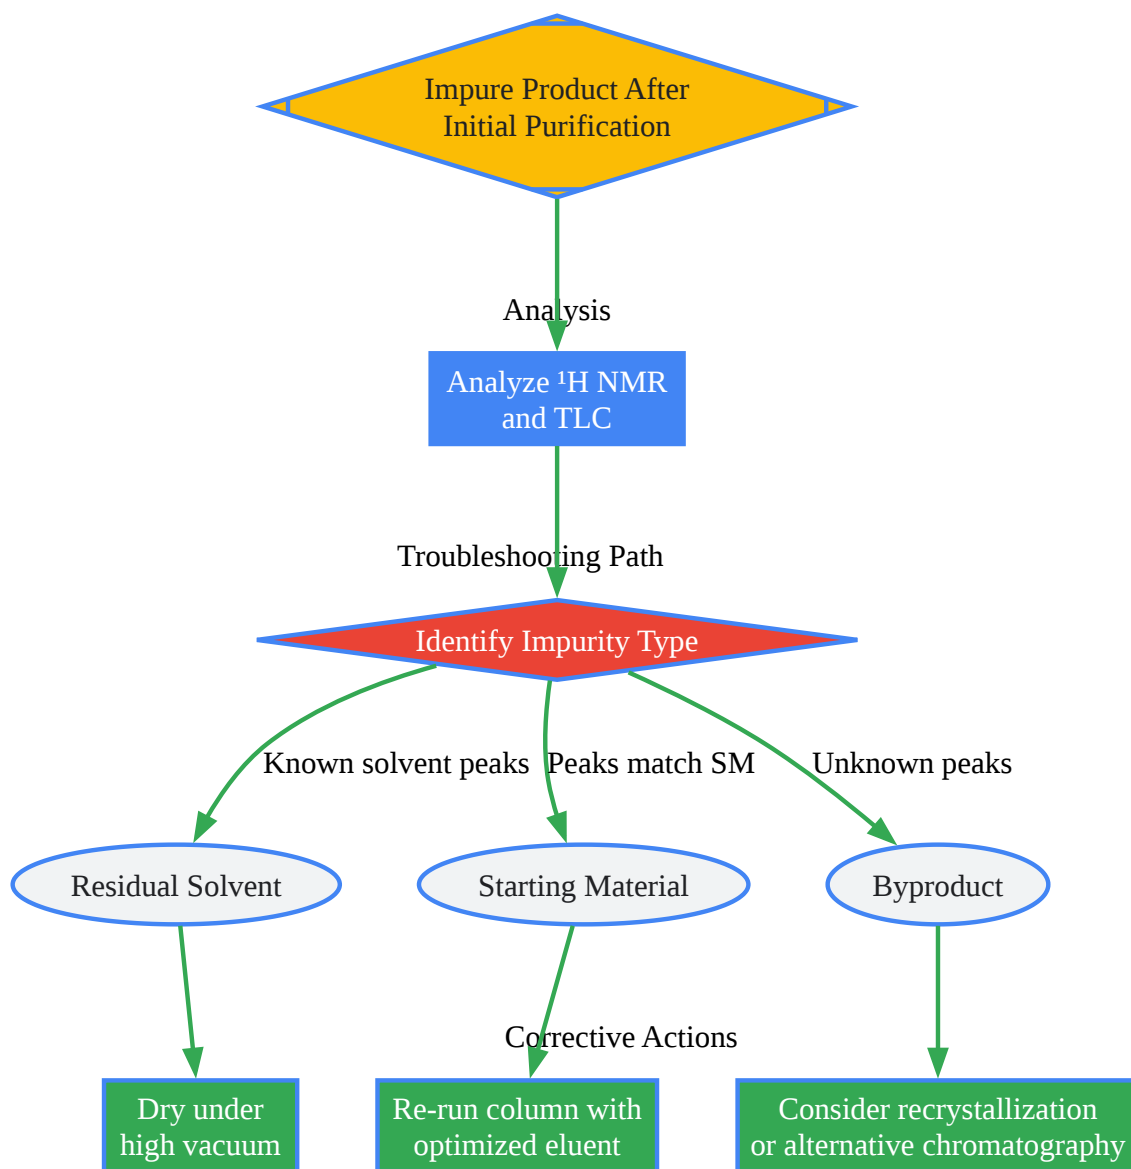 Impure Product After
Initial Purification
Analysis
Analyze ¹H NMR
and TLC
Troubleshooting Path
Identify Impurity Type
Known solvent peaks
Peaks match SM
Unknown peaks
Residual Solvent
Starting Material
Byproduct
Corrective Actions
Dry under
high vacuum
Re-run column with
optimized eluent
Consider recrystallization
or alternative chromatography